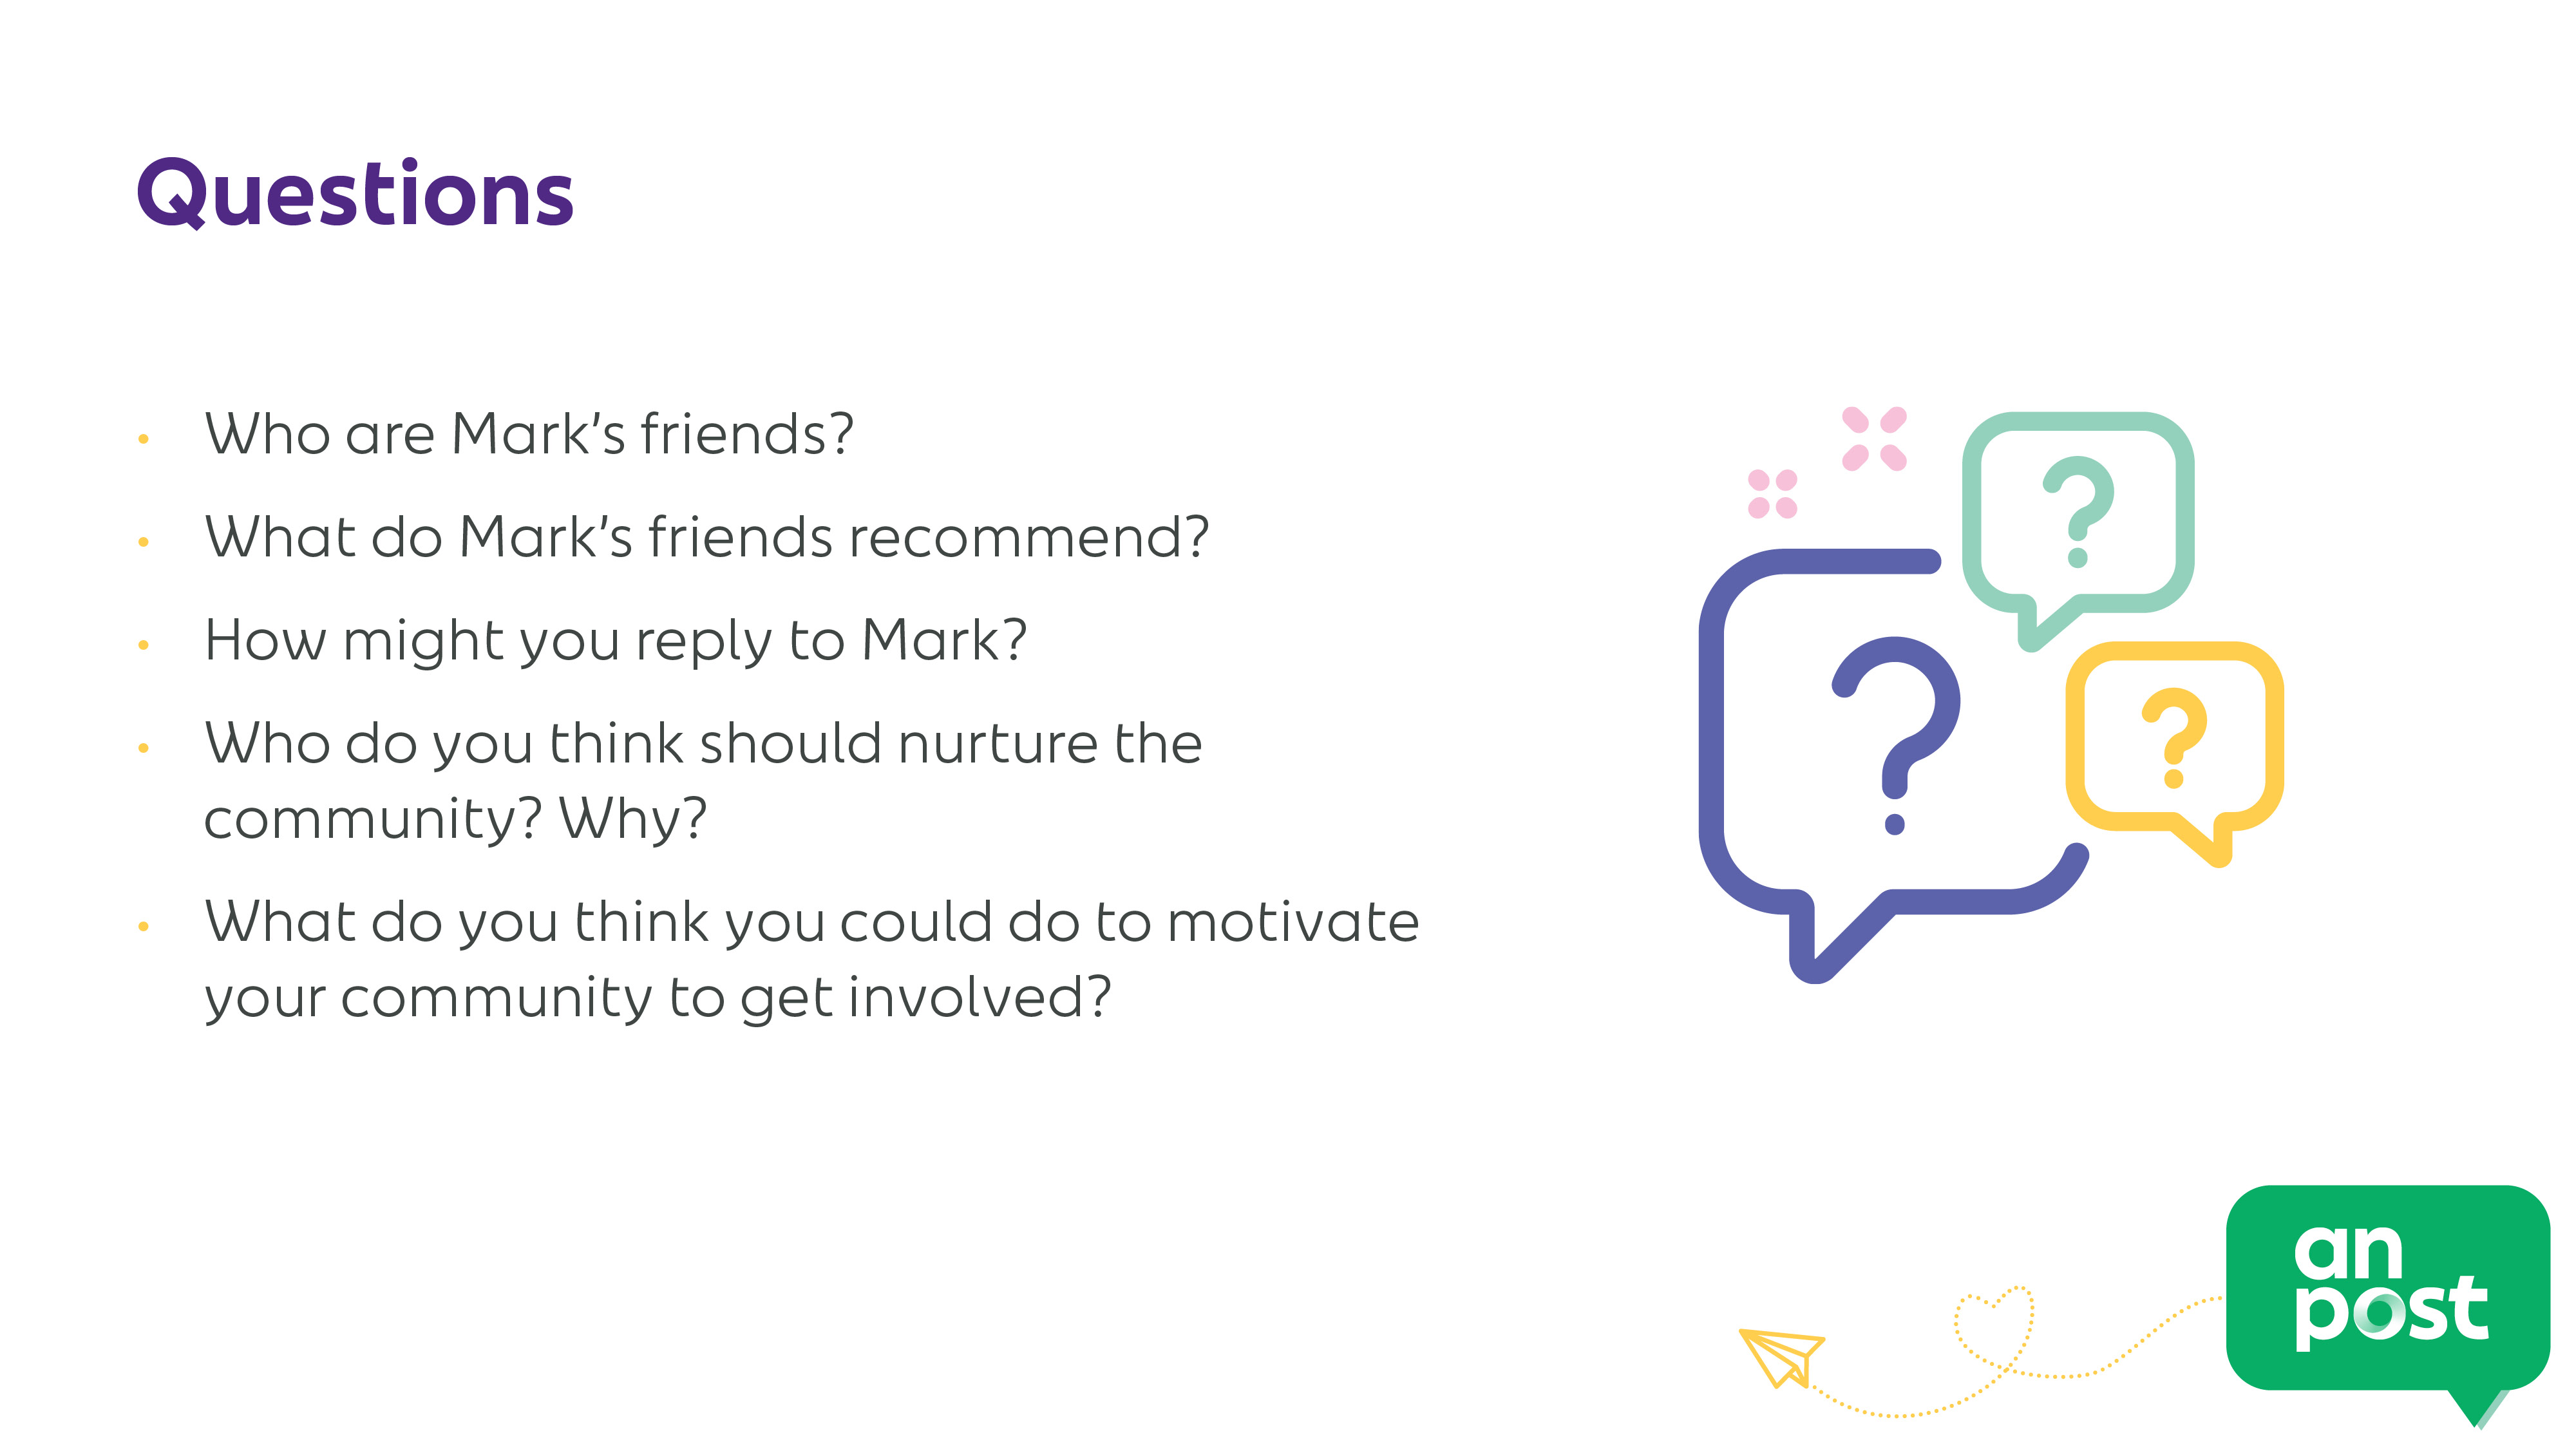 Questions
• Who are Mark’s friends?
• What do Mark’s friends recommend?
• How might you reply to Mark?
• Who do you think should nurture the
community? Why?
• What do you think you could do to motivate
your community to get involved?
?
?
?
an
post